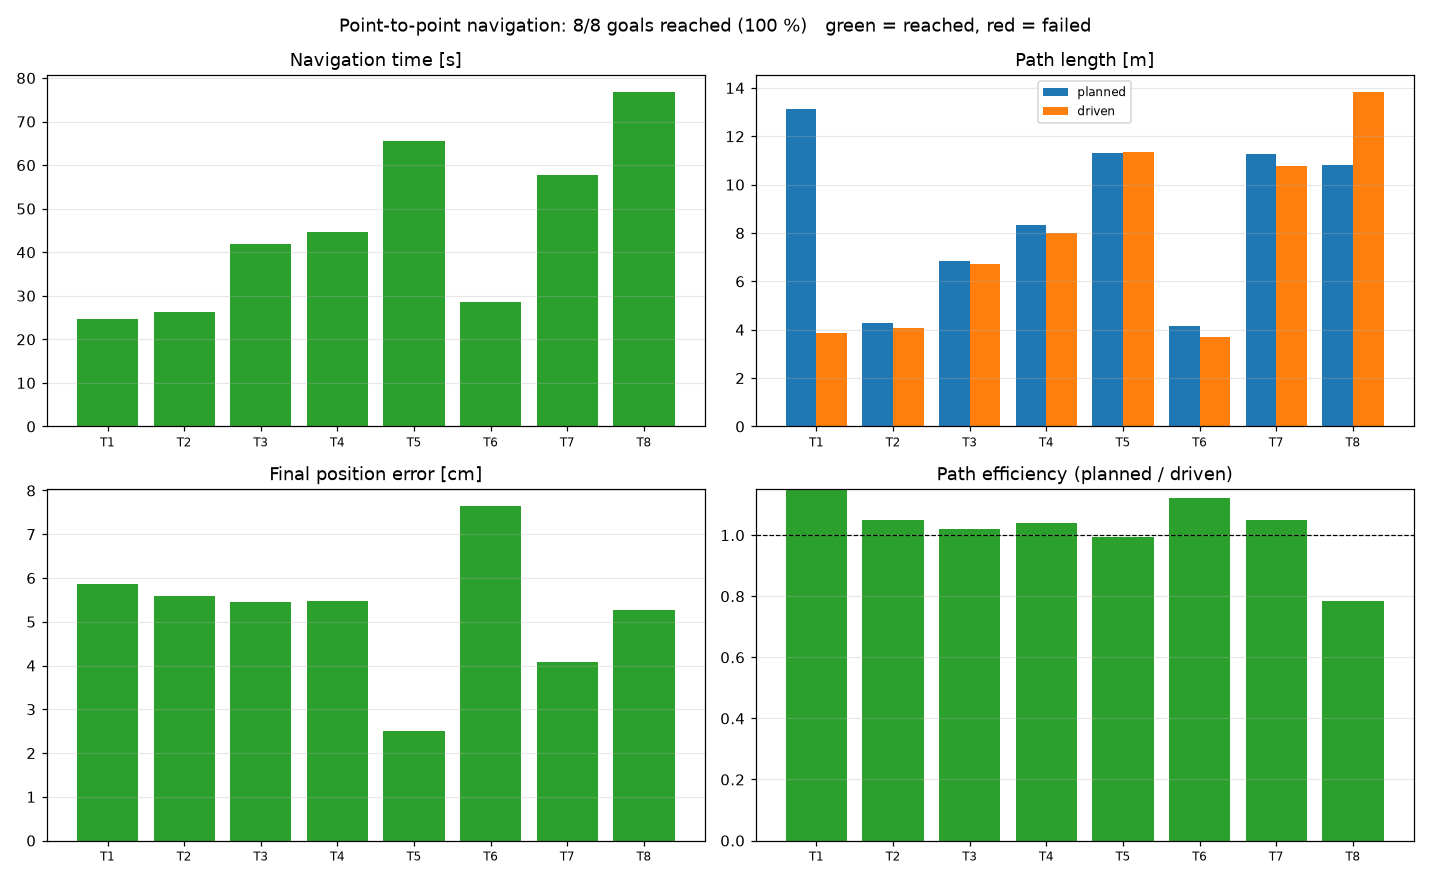 Point-to-point navigation: 8/8 goals reached (100 %)   green = reached, red = failed
Navigation time [s]
80
70
60
50
40
30
20
10
0
T1 T2 T3 T4 T5 T6 T7 T8
Path length [m]
planned
driven
14
12
10
8
6
4
2
0
T1 T2 T3 T4 T5 T6 T7 T8
Final position error [cm]
8
7
6
5
4
3
2
1
0
T1 T2 T3 T4 T5 T6 T7 T8
Path efficiency (planned / driven)
1.0
0.8
0.6
0.4
0.2
0.0
T1 T2 T3 T4 T5 T6 T7 T8